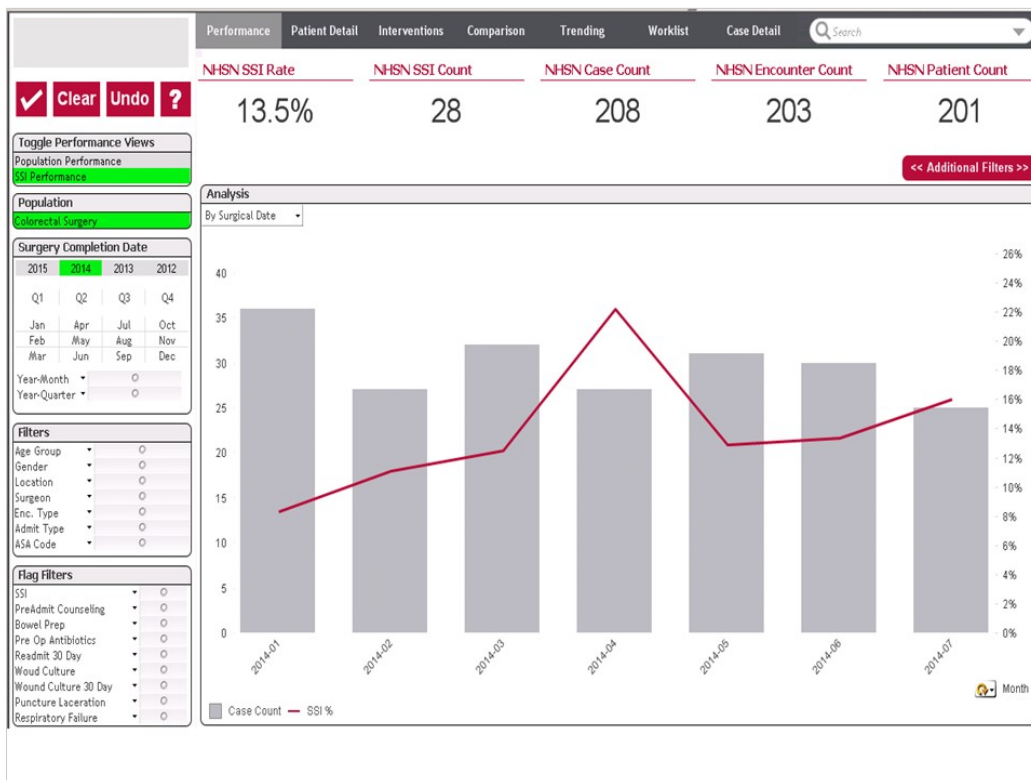 Performance Patient Detail Interventions Comparison Trending Worklist Case Detail Search
NHSN SSI Rate NHSN SSI Count NHSN Case Count NHSN Encounter Count NHSN Patient Count
13.5% 28 208 203 201
Clear Undo ?
<< Additional Filters >>
Toggle Performance Views
Population Performance
SSI Performance
Population
Colorectal Surgery
Surgery Completion Date
2015 2014 2013 2012
Q1 Q2 Q3 Q4
Jan Apr Jul Oct
Feb May Aug Nov
Mar Jun Sep Dec
Year-Month
Year-Quarter
Filters
Age Group
Gender
Location
Surgeon
Enc. Type
Admit Type
ASA Code
Flag Filters
SSI
PreAdmit Counseling
Bowel Prep
Pre Op Antibiotics
Readmit 30 Day
Woud Culture
Wound Culture 30 Day
Puncture Laceration
Respiratory Failure
Analysis
By Surgical Date
40
35
30
25
20
15
10
5
0
26%
24%
22%
20%
18%
16%
14%
12%
10%
8%
6%
4%
2%
0%
2014-01 2014-02 2014-03 2014-04 2014-05 2014-06 2014-07
Month
Case Count SSI %